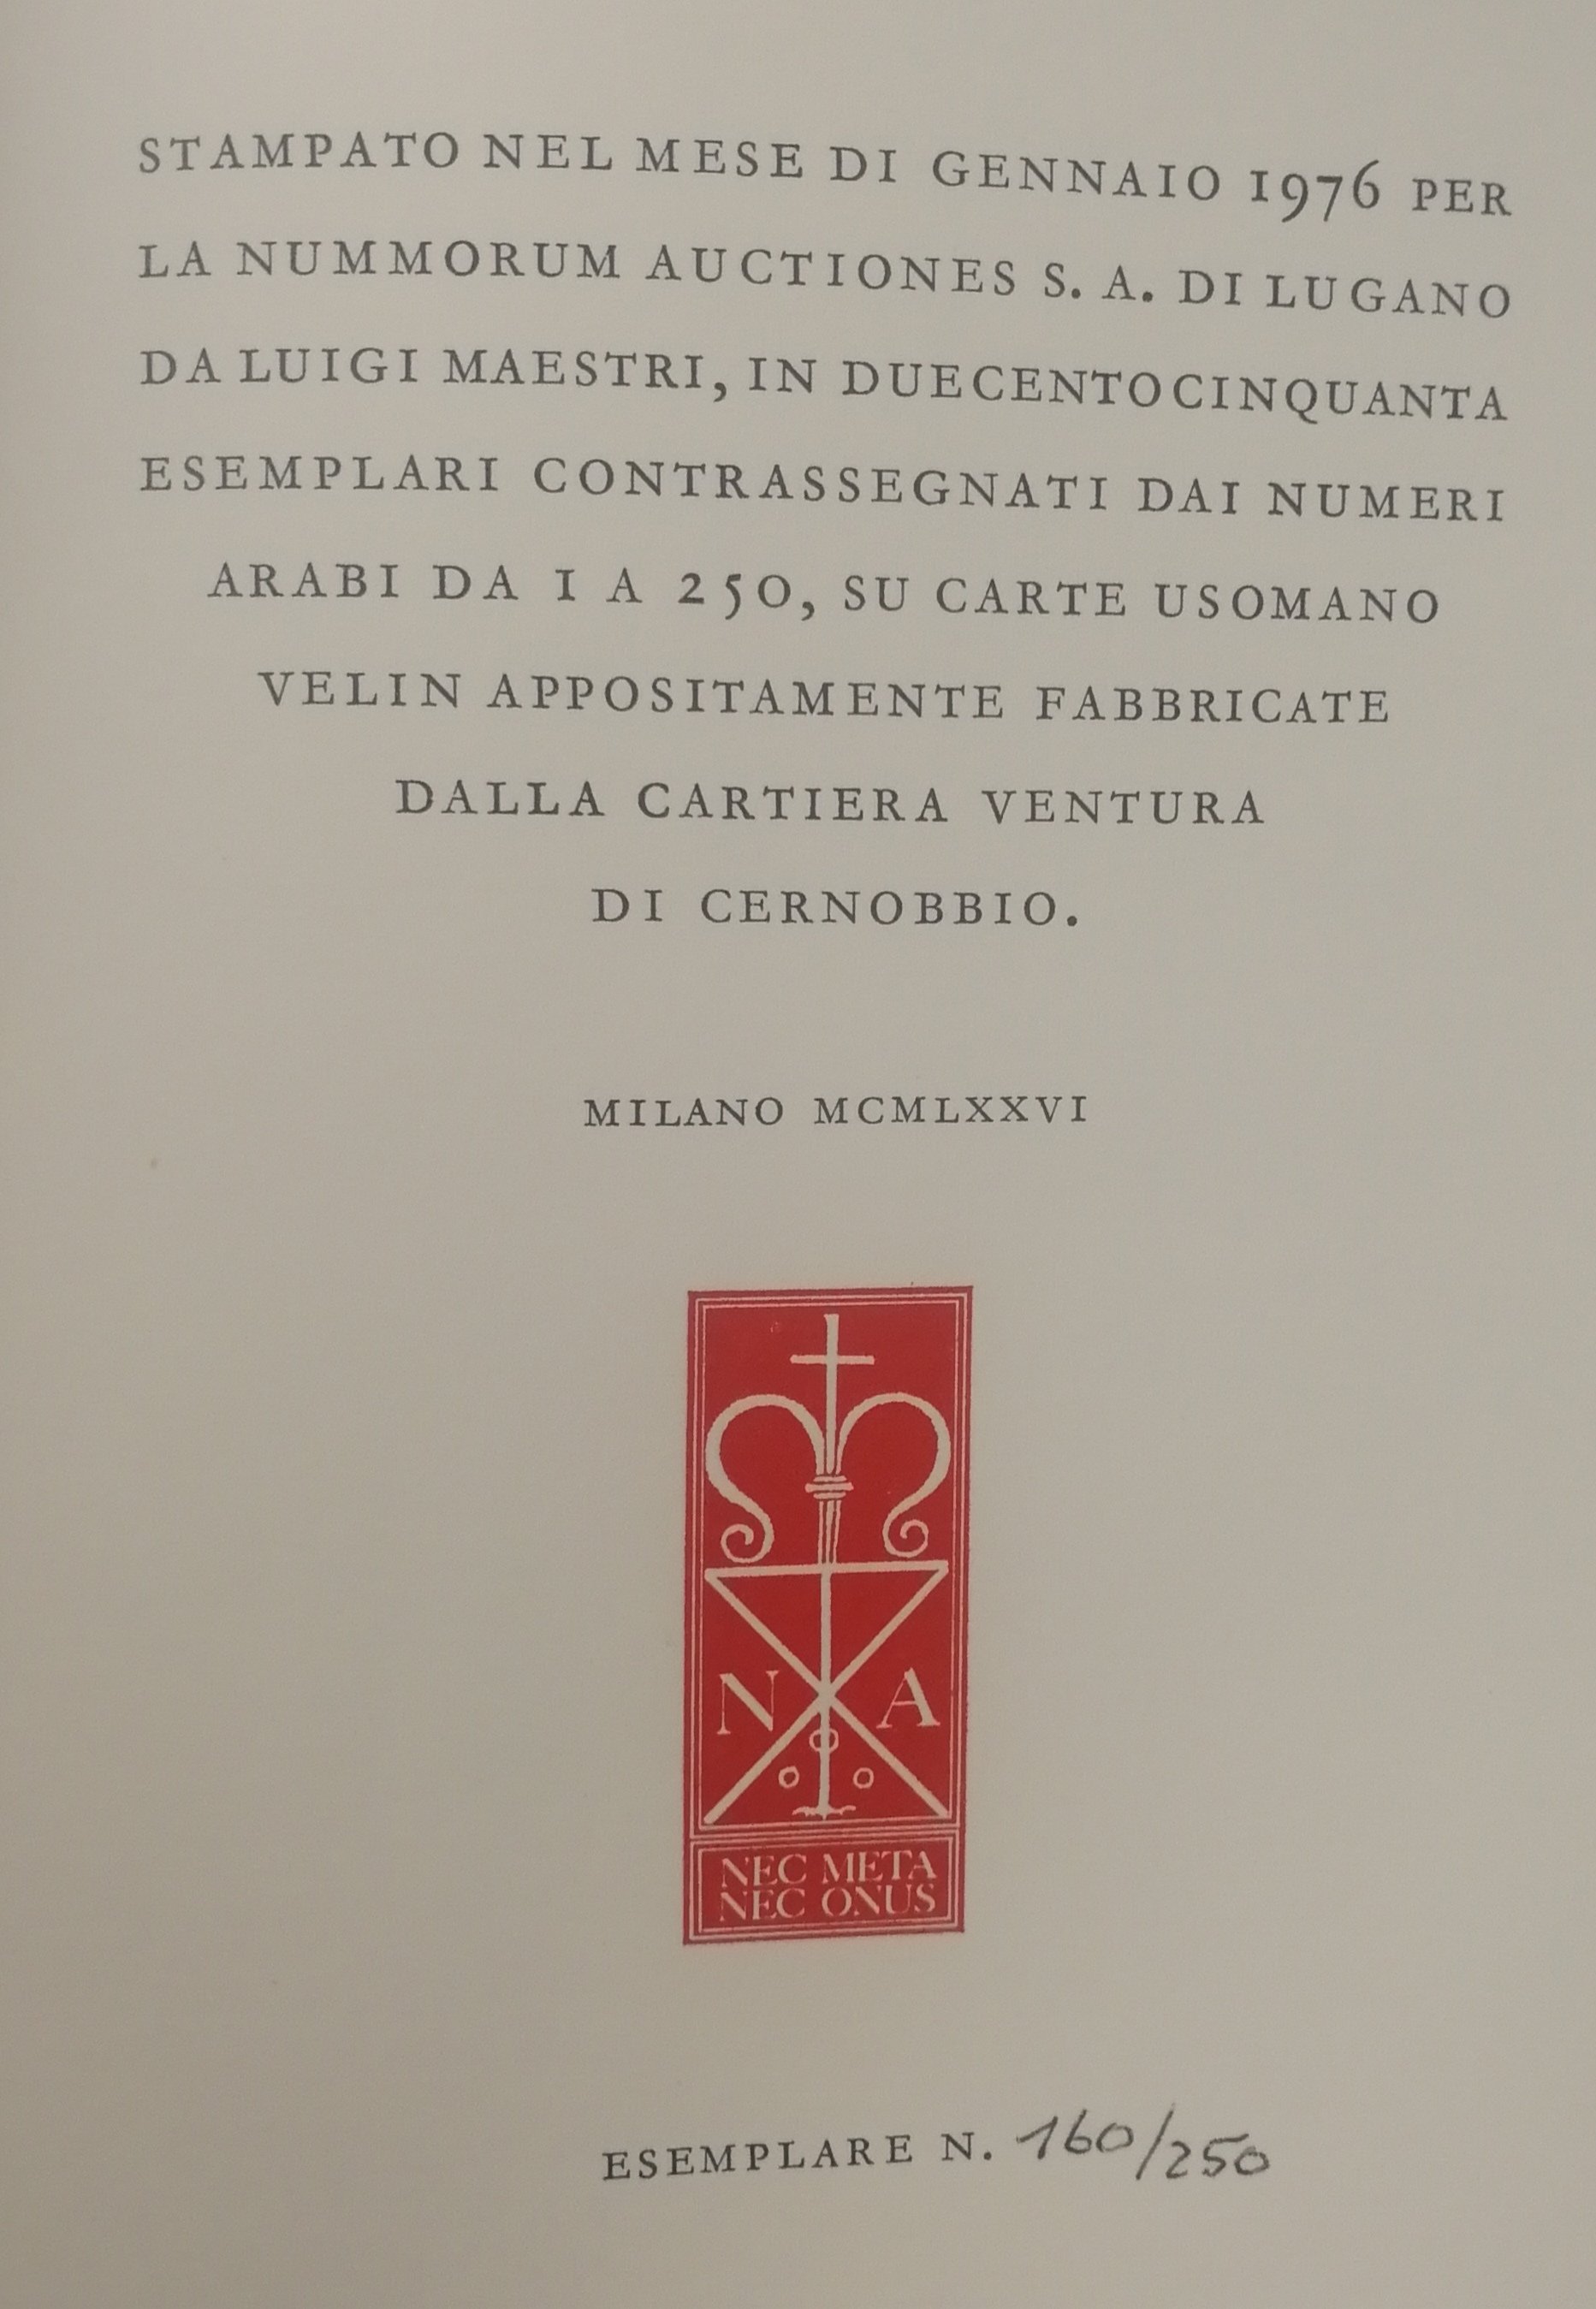 STAMPATO NEL MESE DI GENNAIO 1976 PER
LA NUMMORUM AUCTIONES S. A. DI LUGANO
DA LUIGI MAESTRI, IN DUECENTOCINQUANTA
ESEMPLARI CONTRASSEGNATI DAI NUMERI
ARABI DA 1 A 250, SU CARTE USOMANO
VELIN APPOSITAMENTE FABBRICATE
DALLA CARTIERA VENTURA
DI CERNOBBIO.
MILANO MCMLXXVI
N A
NEC META
NEC ONUS
ESEMPLARE N. 160/250